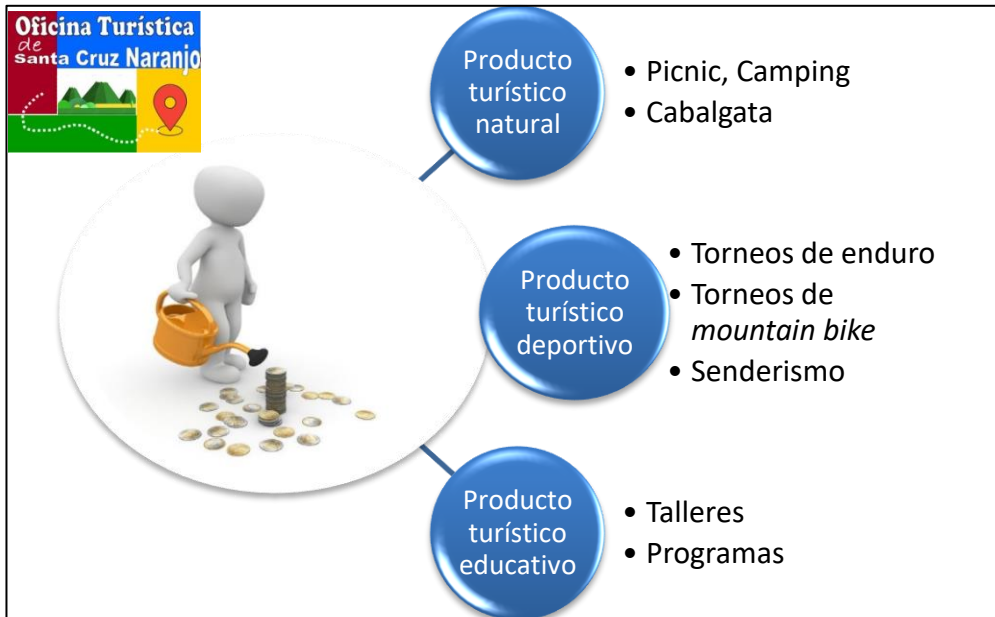 Oficina Turística
de
Santa Cruz Naranjo
Producto
turístico
natural
• Picnic, Camping
• Cabalgata
Producto
turístico
deportivo
• Torneos de enduro
• Torneos de
mountain bike
• Senderismo
Producto
turístico
educativo
• Talleres
• Programas